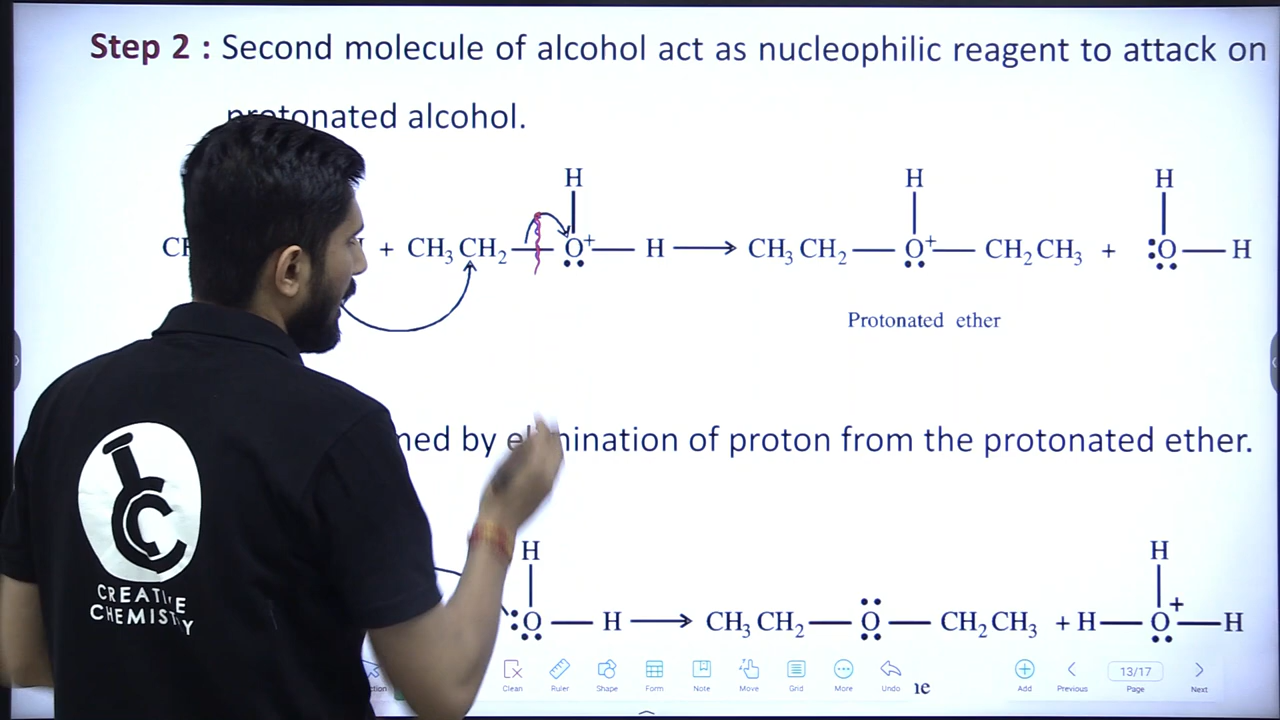 Step 2 : Second molecule of alcohol act as nucleophilic reagent to attack on
protonated alcohol.
H H H
+ CH₃ CH₂ — O⁺ — H ⟶ CH₃ CH₂ — O⁺ — CH₂ CH₃ + :O — H
Protonated ether
elimination of proton from the protonated ether.
H H
:O — H ⟶ CH₃ CH₂ — O — CH₂ CH₃ + H — O⁺ — H
Clean Ruler Shape Form Note Move Grid More Undo Add Previous 13/17 Page Next
CREATIVE
CHEMISTRY